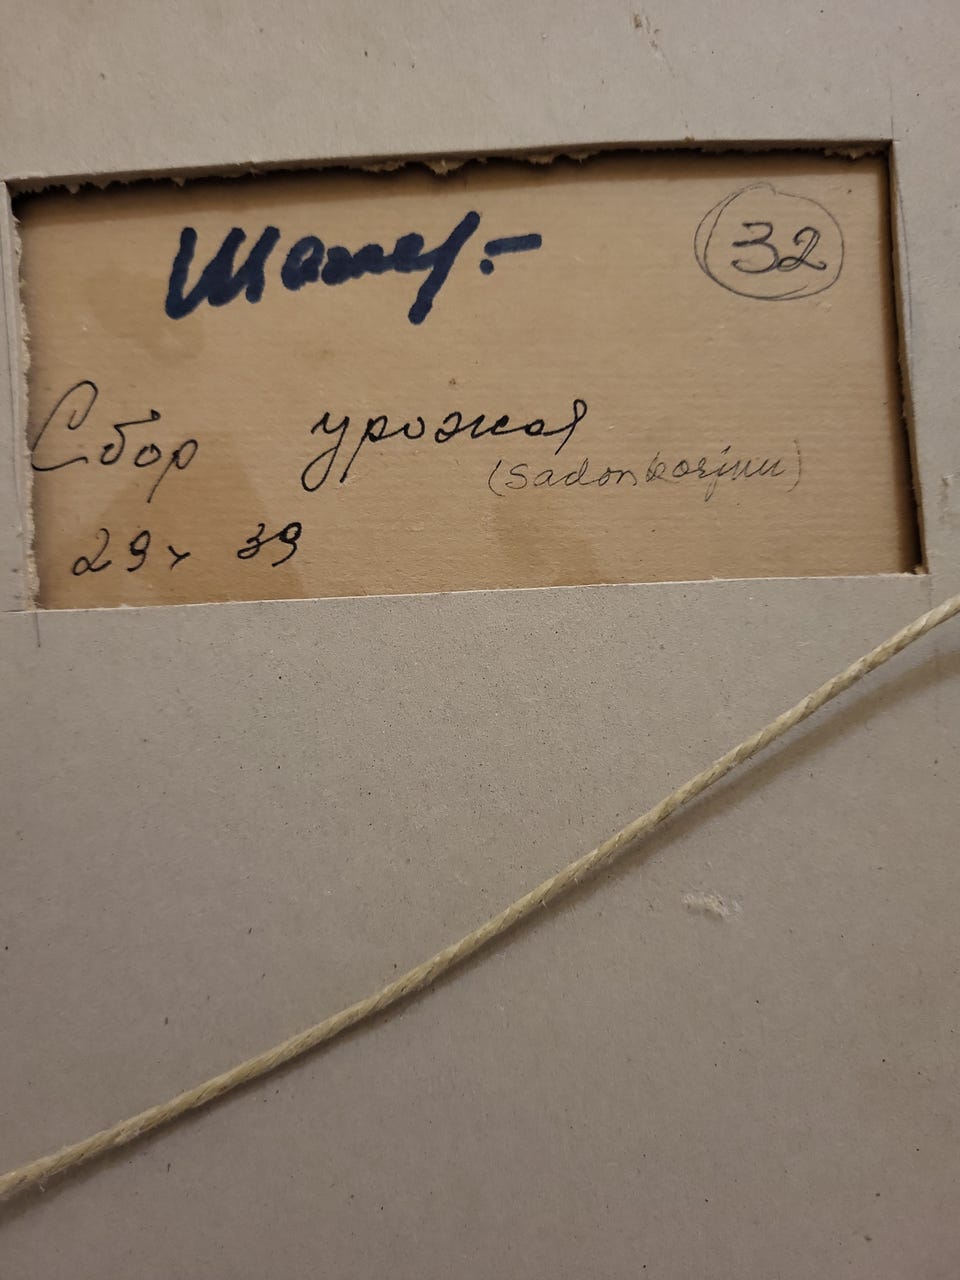 32
Сбор урожая
(sadonkorjuu)
29 x 39